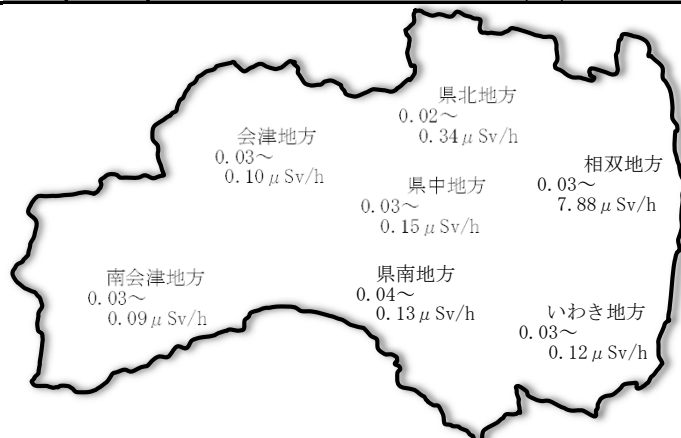 県北地方
0.02～
0.34μSv/h
会津地方
0.03～
0.10μSv/h
相双地方
0.03～
7.88μSv/h
県中地方
0.03～
0.15μSv/h
南会津地方
0.03～
0.09μSv/h
県南地方
0.04～
0.13μSv/h
いわき地方
0.03～
0.12μSv/h